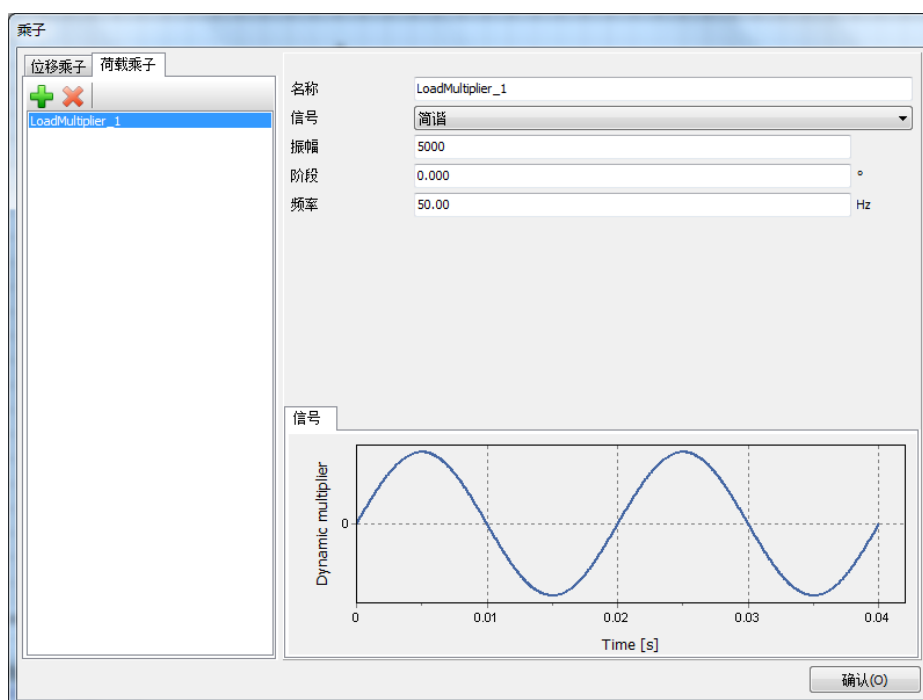 乘子
位移乘子 荷载乘子
LoadMultiplier_1
名称 LoadMultiplier_1
信号 简谐
振幅 5000
阶段 0.000 °
频率 50.00 Hz
信号
Dynamic multiplier
0
0 0.01 0.02 0.03 0.04
Time [s]
确认(O)